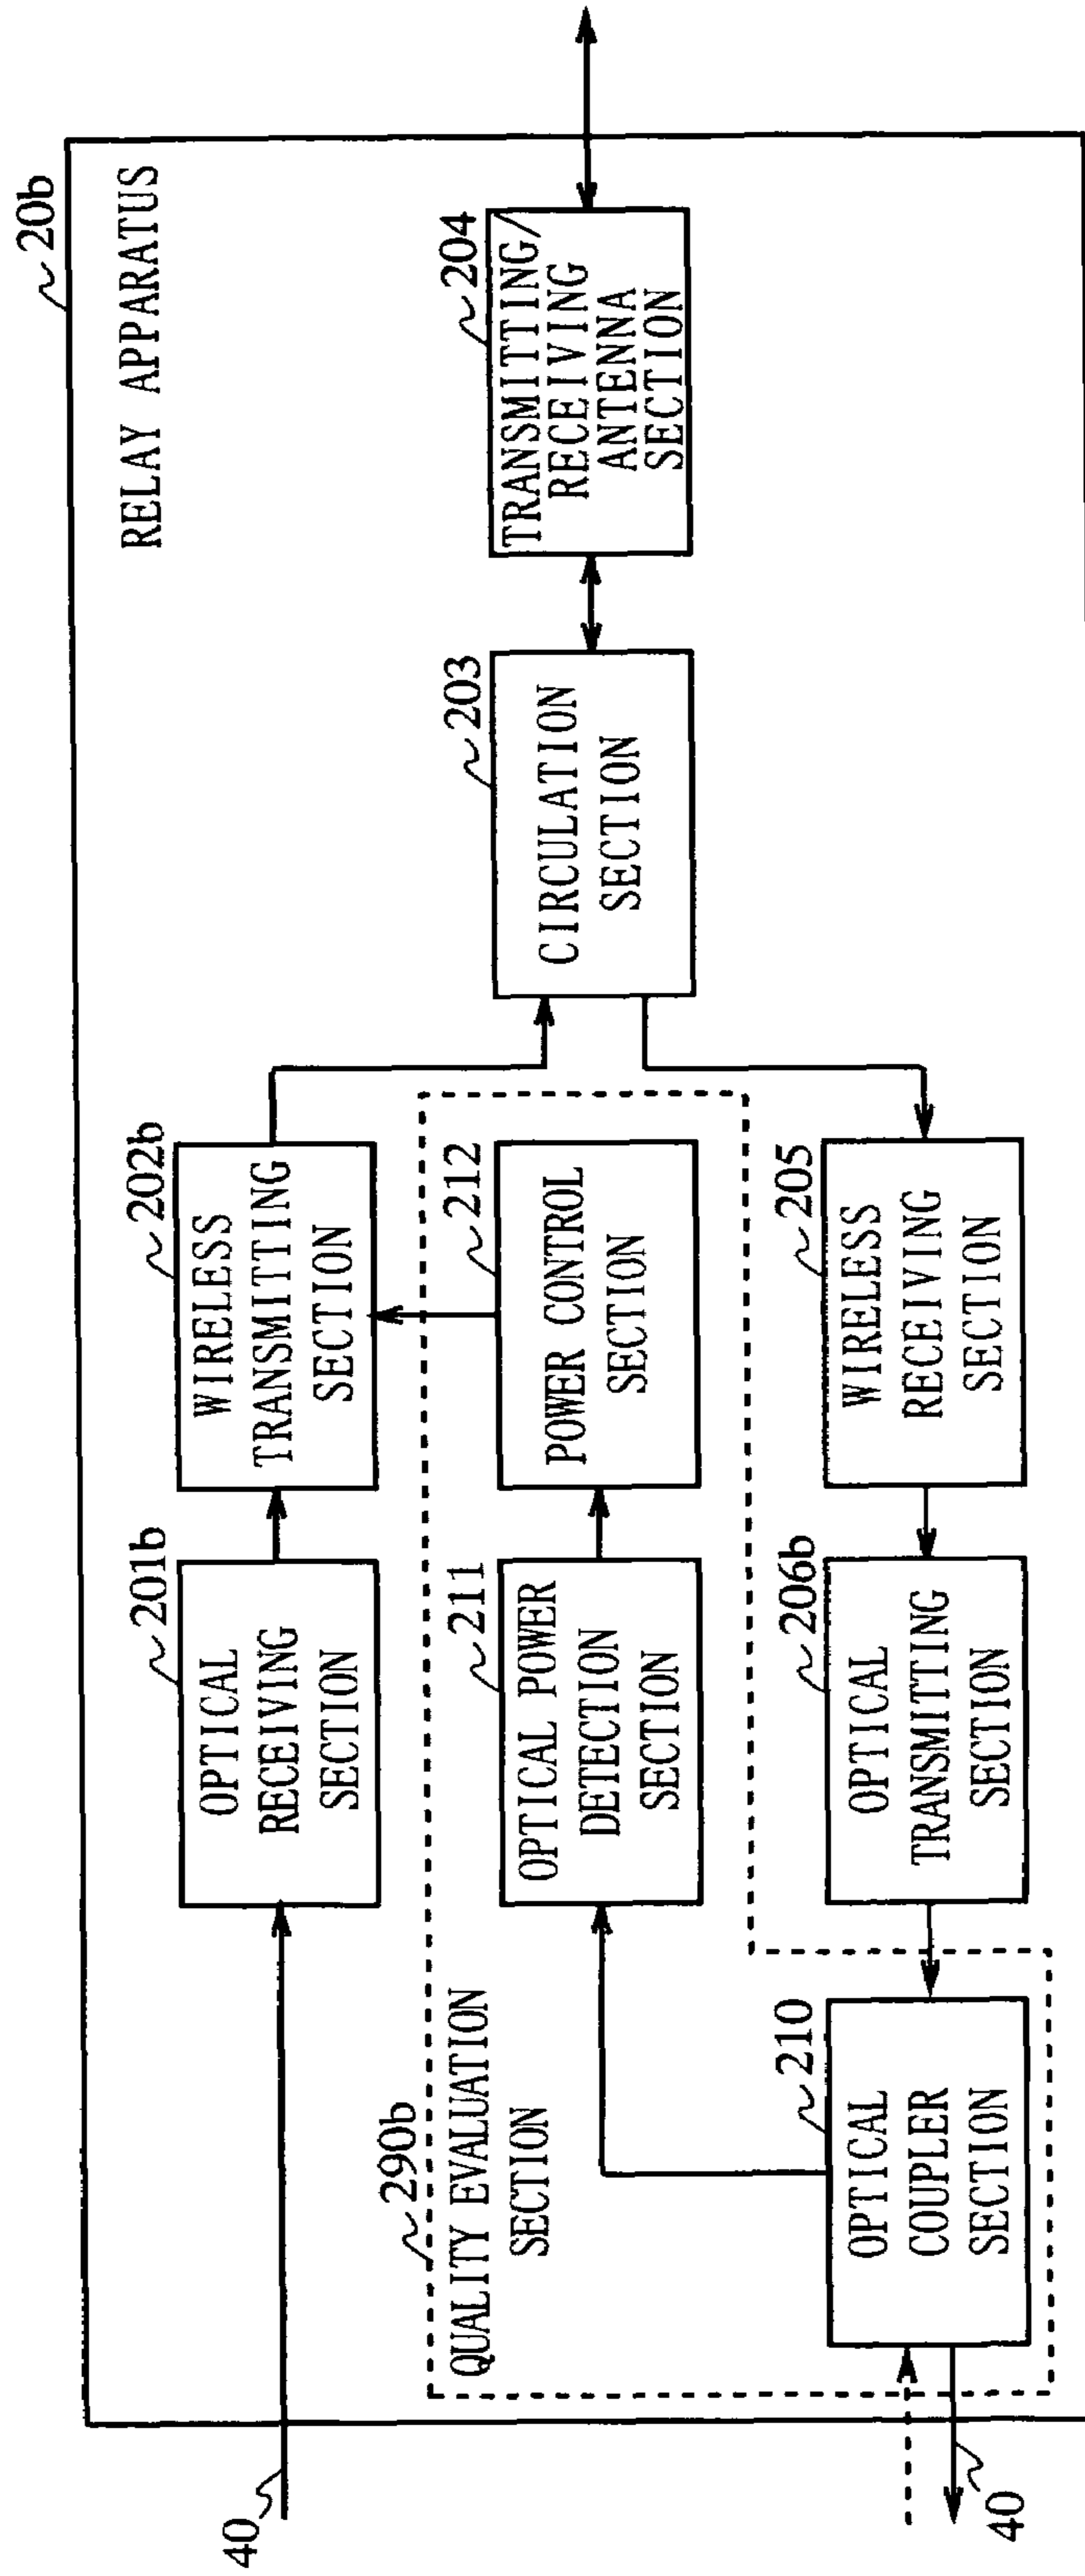 20b
RELAY APPARATUS
40
201b
OPTICAL
RECEIVING
SECTION
202b
WIRELESS
TRANSMITTING
SECTION
290b
QUALITY EVALUATION
SECTION
211
OPTICAL POWER
DETECTION
SECTION
212
POWER CONTROL
SECTION
203
CIRCULATION
SECTION
204
TRANSMITTING/
RECEIVING
ANTENNA
SECTION
210
OPTICAL
COUPLER
SECTION
206b
OPTICAL
TRANSMITTING
SECTION
205
WIRELESS
RECEIVING
SECTION
40